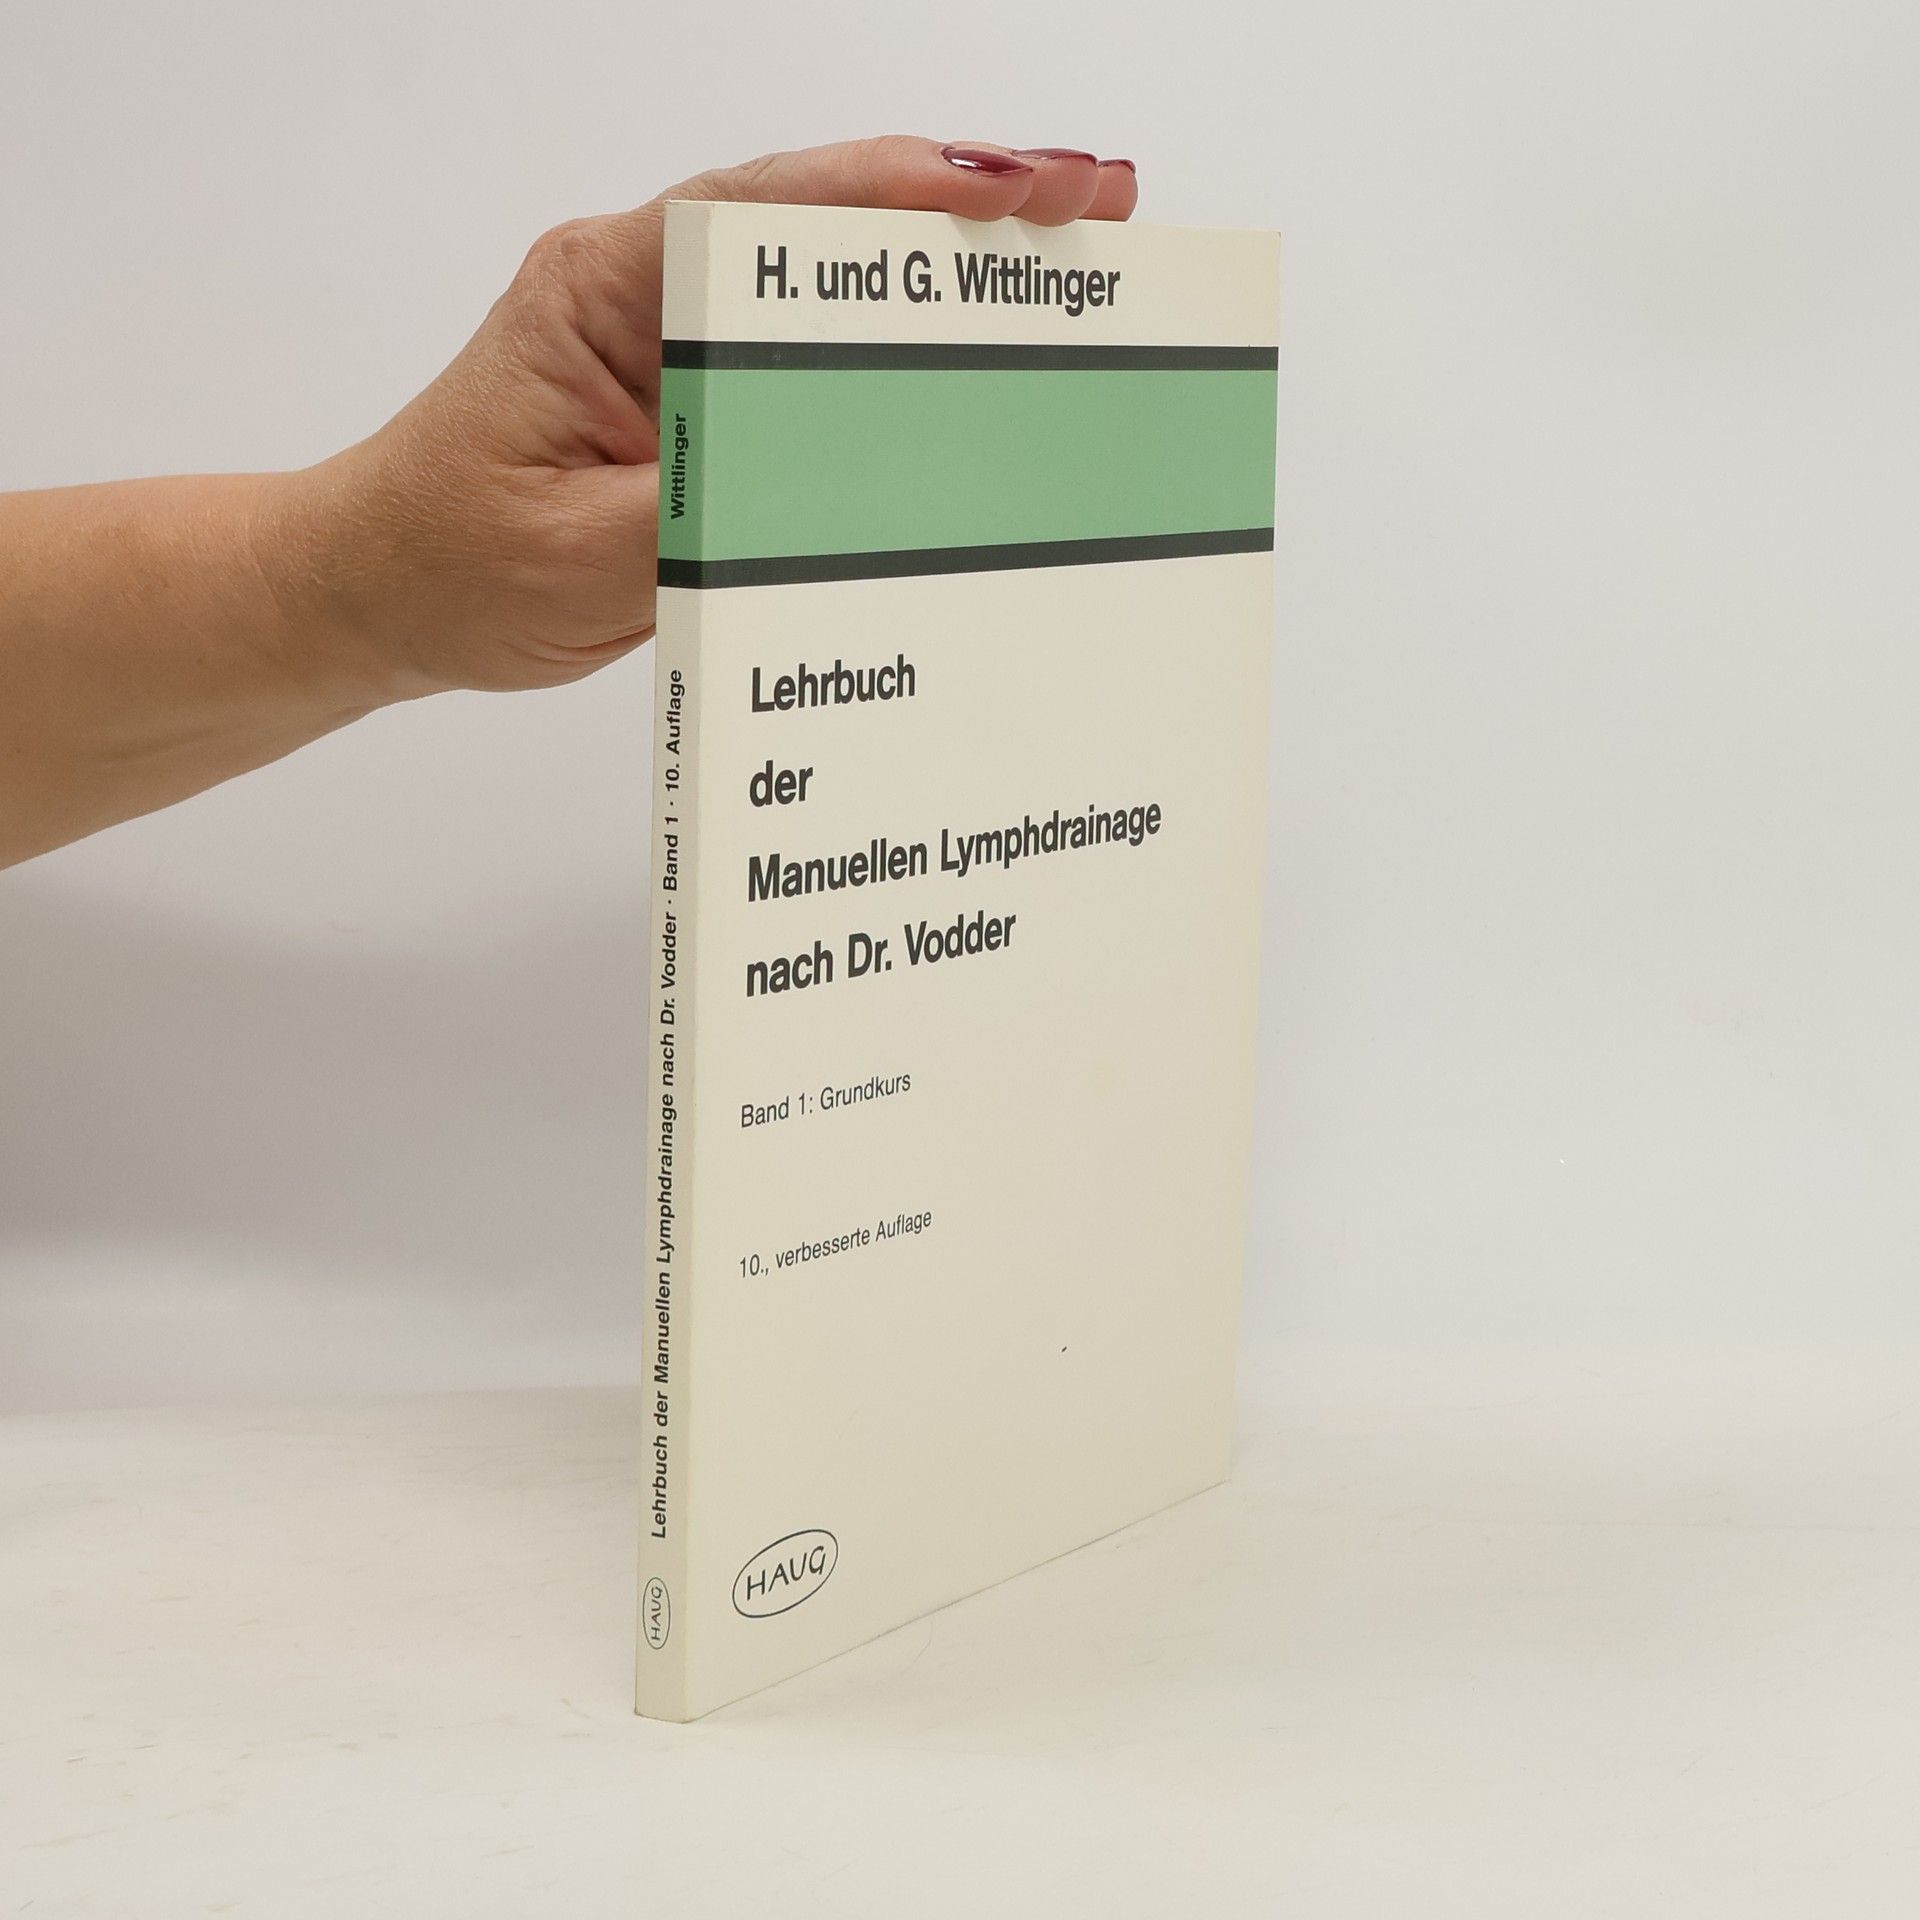 H. und G. Wittlinger
Lehrbuch
der
Manuellen Lymphdrainage
nach Dr. Vodder
Band 1: Grundkurs
10., verbesserte Auflage
HAUG
Wittlinger
Lehrbuch der Manuellen Lymphdrainage nach Dr. Vodder · Band 1 · 10. Auflage
HAUG